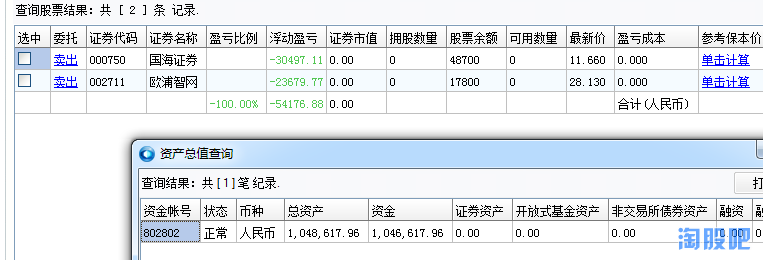 查询股票结果: 共 [ 2 ] 条 记录.
选中 委托 证券代码 证券名称 盈亏比例 浮动盈亏 证券市值 拥股数量 股票余额 可用数量 最新价 盈亏成本 参考保本价
卖出 000750 国海证券 -30497.11 0.00 0 48700 0 11.660 0.000 单击计算
卖出 002711 欧浦智网 -23679.77 0.00 0 17800 0 28.130 0.000 单击计算
-100.00% -54176.88 0.00 合计(人民币)
资产总值查询
查询结果: 共 [1] 笔 纪录.
打
资金帐号 状态 币种 总资产 资金 证券资产 开放式基金资产 非交易所债券资产 融资
802802 正常 人民币 1,048,617.96 1,046,617.96 0.00 0.00 0.00 0.00
淘股吧